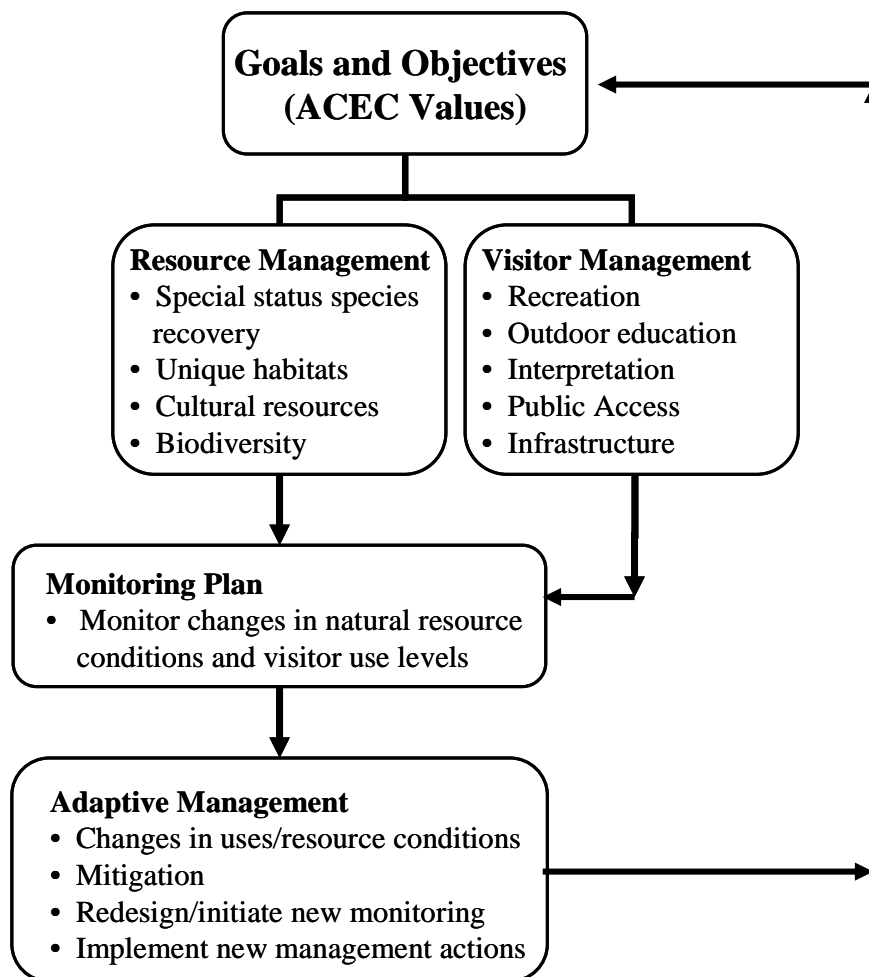 Goals and Objectives
(ACEC Values)
Resource Management
• Special status species
recovery
• Unique habitats
• Cultural resources
• Biodiversity
Visitor Management
• Recreation
• Outdoor education
• Interpretation
• Public Access
• Infrastructure
Monitoring Plan
• Monitor changes in natural resource
conditions and visitor use levels
Adaptive Management
• Changes in uses/resource conditions
• Mitigation
• Redesign/initiate new monitoring
• Implement new management actions